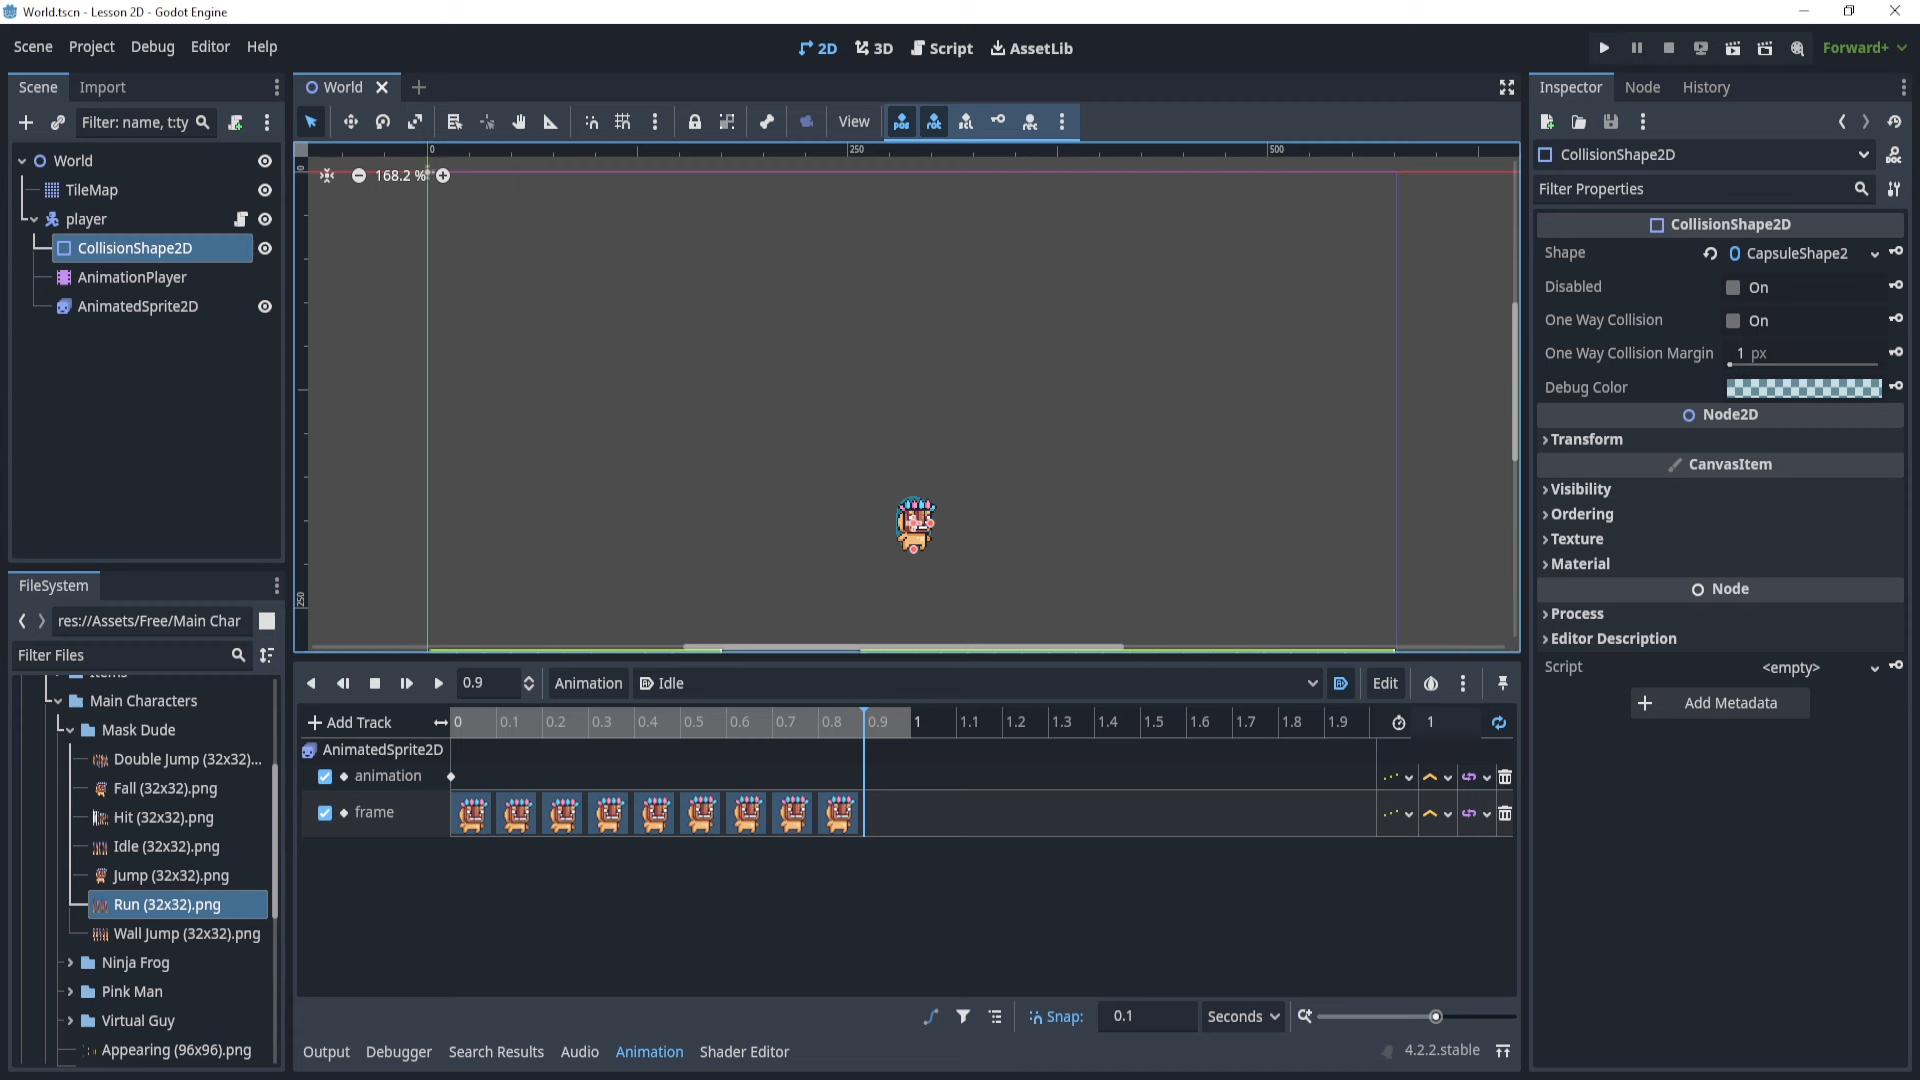 World.tscn - Lesson 2D - Godot Engine
Scene Project Debug Editor Help
2D 3D Script AssetLib
Forward+
Scene Import
World
Inspector Node History
Filter: name, t:ty
View
CollisionShape2D
Filter Properties
World
TileMap
player
CollisionShape2D
AnimationPlayer
AnimatedSprite2D
0 250 500
0
168.2 %
250
CollisionShape2D
Shape CapsuleShape2
Disabled On
One Way Collision On
One Way Collision Margin 1 px
Debug Color
Node2D
Transform
CanvasItem
Visibility
Ordering
Texture
Material
Node
Process
Editor Description
Script <empty>
Add Metadata
FileSystem
res://Assets/Free/Main Char
Filter Files
Main Characters
Mask Dude
Double Jump (32x32)...
Fall (32x32).png
Hit (32x32).png
Idle (32x32).png
Jump (32x32).png
Run (32x32).png
Wall Jump (32x32).png
Ninja Frog
Pink Man
Virtual Guy
Appearing (96x96).png
0.9 Animation Idle Edit
Add Track 0 0.1 0.2 0.3 0.4 0.5 0.6 0.7 0.8 0.9 1 1.1 1.2 1.3 1.4 1.5 1.6 1.7 1.8 1.9 1
AnimatedSprite2D
animation
frame
Snap: 0.1 Seconds
Output Debugger Search Results Audio Animation Shader Editor
4.2.2.stable